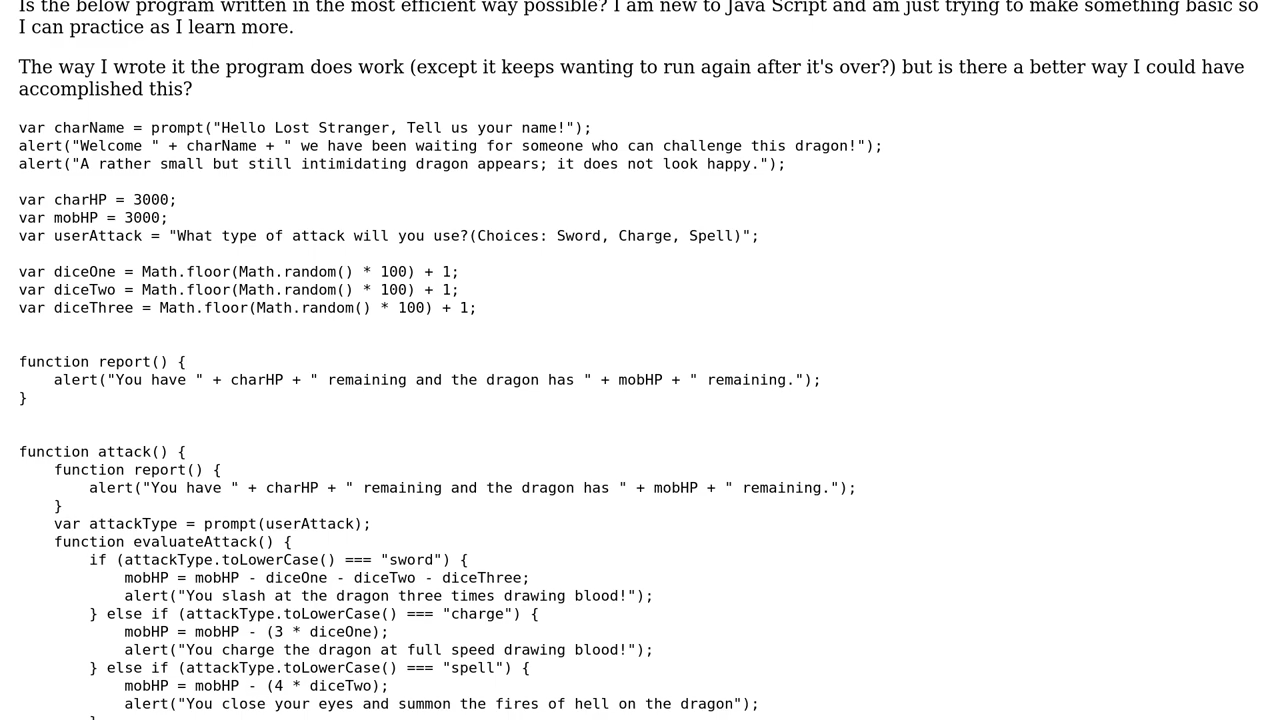 Is the below program written in the most efficient way possible? I am new to Java Script and am just trying to make something basic so
I can practice as I learn more.
The way I wrote it the program does work (except it keeps wanting to run again after it's over?) but is there a better way I could have
accomplished this?
var charName = prompt("Hello Lost Stranger, Tell us your name!");
alert("Welcome " + charName + " we have been waiting for someone who can challenge this dragon!");
alert("A rather small but still intimidating dragon appears; it does not look happy.");
var charHP = 3000;
var mobHP = 3000;
var userAttack = "What type of attack will you use?(Choices: Sword, Charge, Spell)";
var diceOne = Math.floor(Math.random() * 100) + 1;
var diceTwo = Math.floor(Math.random() * 100) + 1;
var diceThree = Math.floor(Math.random() * 100) + 1;
function report() {
    alert("You have " + charHP + " remaining and the dragon has " + mobHP + " remaining.");
}
function attack() {
    function report() {
        alert("You have " + charHP + " remaining and the dragon has " + mobHP + " remaining.");
    }
    var attackType = prompt(userAttack);
    function evaluateAttack() {
        if (attackType.toLowerCase() === "sword") {
            mobHP = mobHP - diceOne - diceTwo - diceThree;
            alert("You slash at the dragon three times drawing blood!");
        } else if (attackType.toLowerCase() === "charge") {
            mobHP = mobHP - (3 * diceOne);
            alert("You charge the dragon at full speed drawing blood!");
        } else if (attackType.toLowerCase() === "spell") {
            mobHP = mobHP - (4 * diceTwo);
            alert("You close your eyes and summon the fires of hell on the dragon");